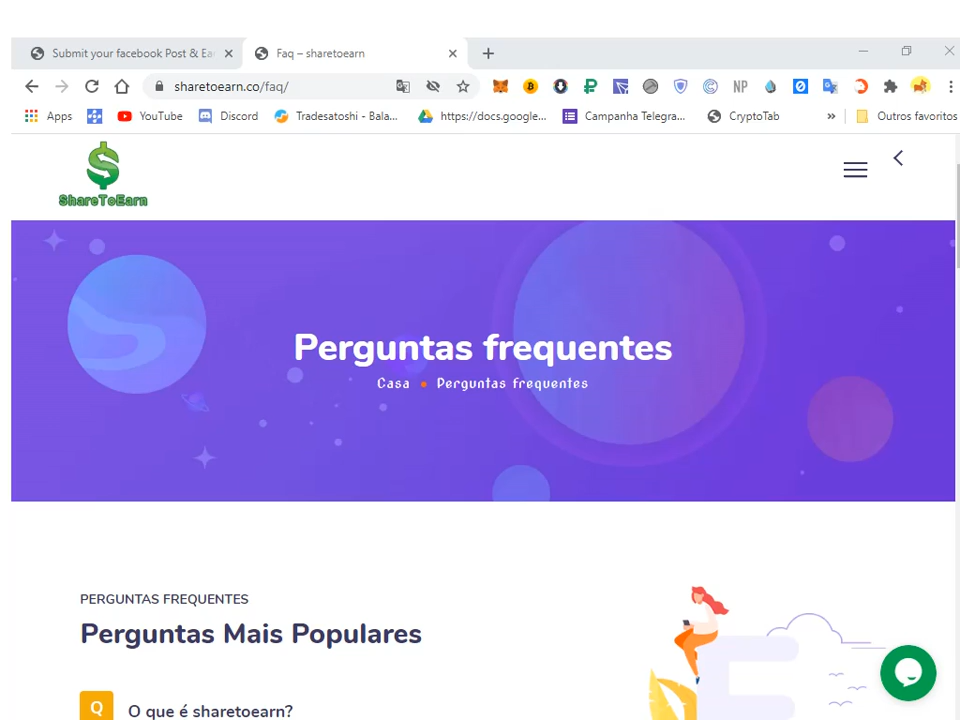 Submit your facebook Post & Ea
Faq – sharetoearn
sharetoearn.co/faq/
NP
Apps
YouTube
Discord
Tradesatoshi - Bala...
https://docs.google...
Campanha Telegra...
CryptoTab
Outros favoritos
ShareToEarn
Perguntas frequentes
Casa • Perguntas frequentes
PERGUNTAS FREQUENTES
Perguntas Mais Populares
Q O que é sharetoearn?